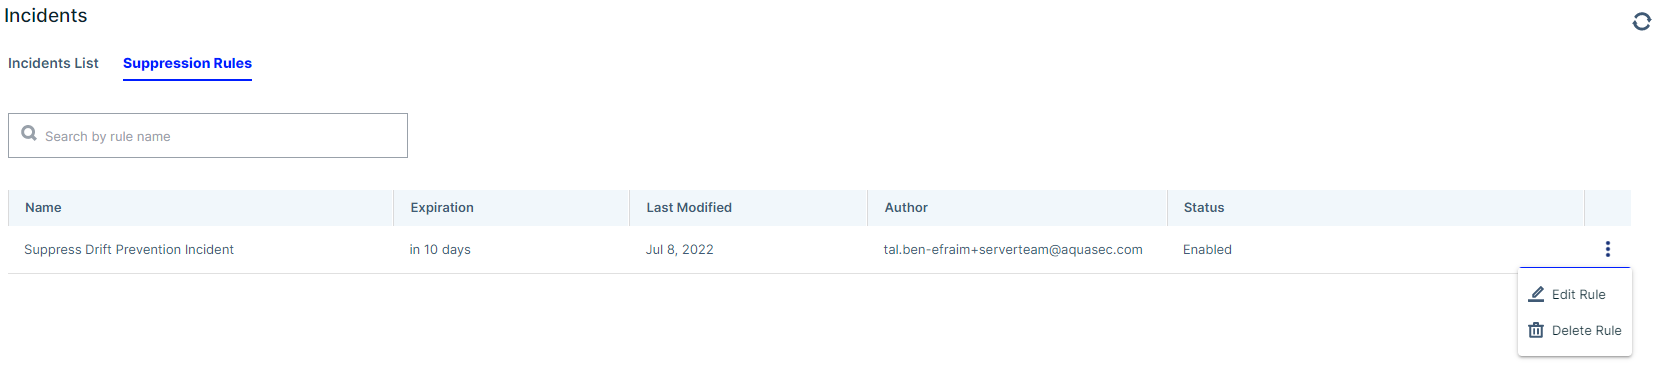 Incidents
Incidents List Suppression Rules
Search by rule name
Name Expiration Last Modified Author Status
Suppress Drift Prevention Incident in 10 days Jul 8, 2022 tal.ben-efraim+serverteam@aquasec.com Enabled
Edit Rule
Delete Rule